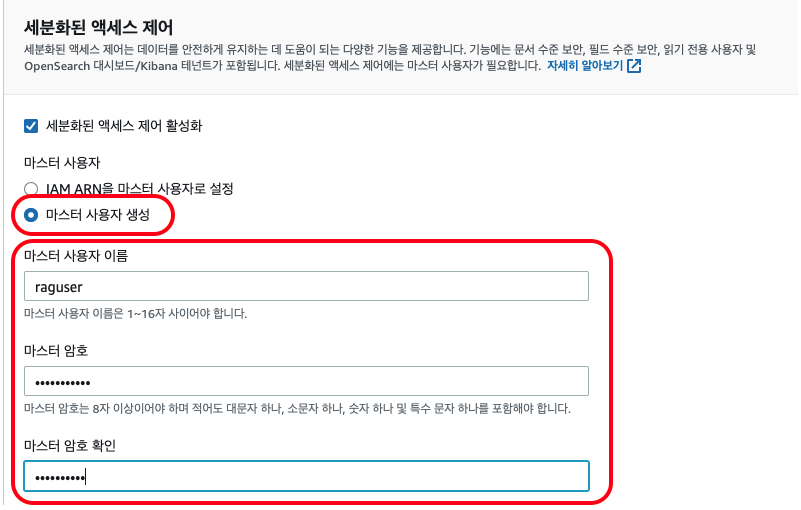 세분화된 액세스 제어
세분화된 액세스 제어는 데이터를 안전하게 유지하는 데 도움이 되는 다양한 기능을 제공합니다. 기능에는 문서 수준 보안, 필드 수준 보안, 읽기 전용 사용자 및
OpenSearch 대시보드/Kibana 테넌트가 포함됩니다. 세분화된 액세스 제어에는 마스터 사용자가 필요합니다. 자세히 알아보기
세분화된 액세스 제어 활성화
마스터 사용자
IAM ARN을 마스터 사용자로 설정
마스터 사용자 생성
마스터 사용자 이름
raguser
마스터 사용자 이름은 1~16자 사이어야 합니다.
마스터 암호
•••••••••••
마스터 암호는 8자 이상이어야 하며 적어도 대문자 하나, 소문자 하나, 숫자 하나 및 특수 문자 하나를 포함해야 합니다.
마스터 암호 확인
••••••••••